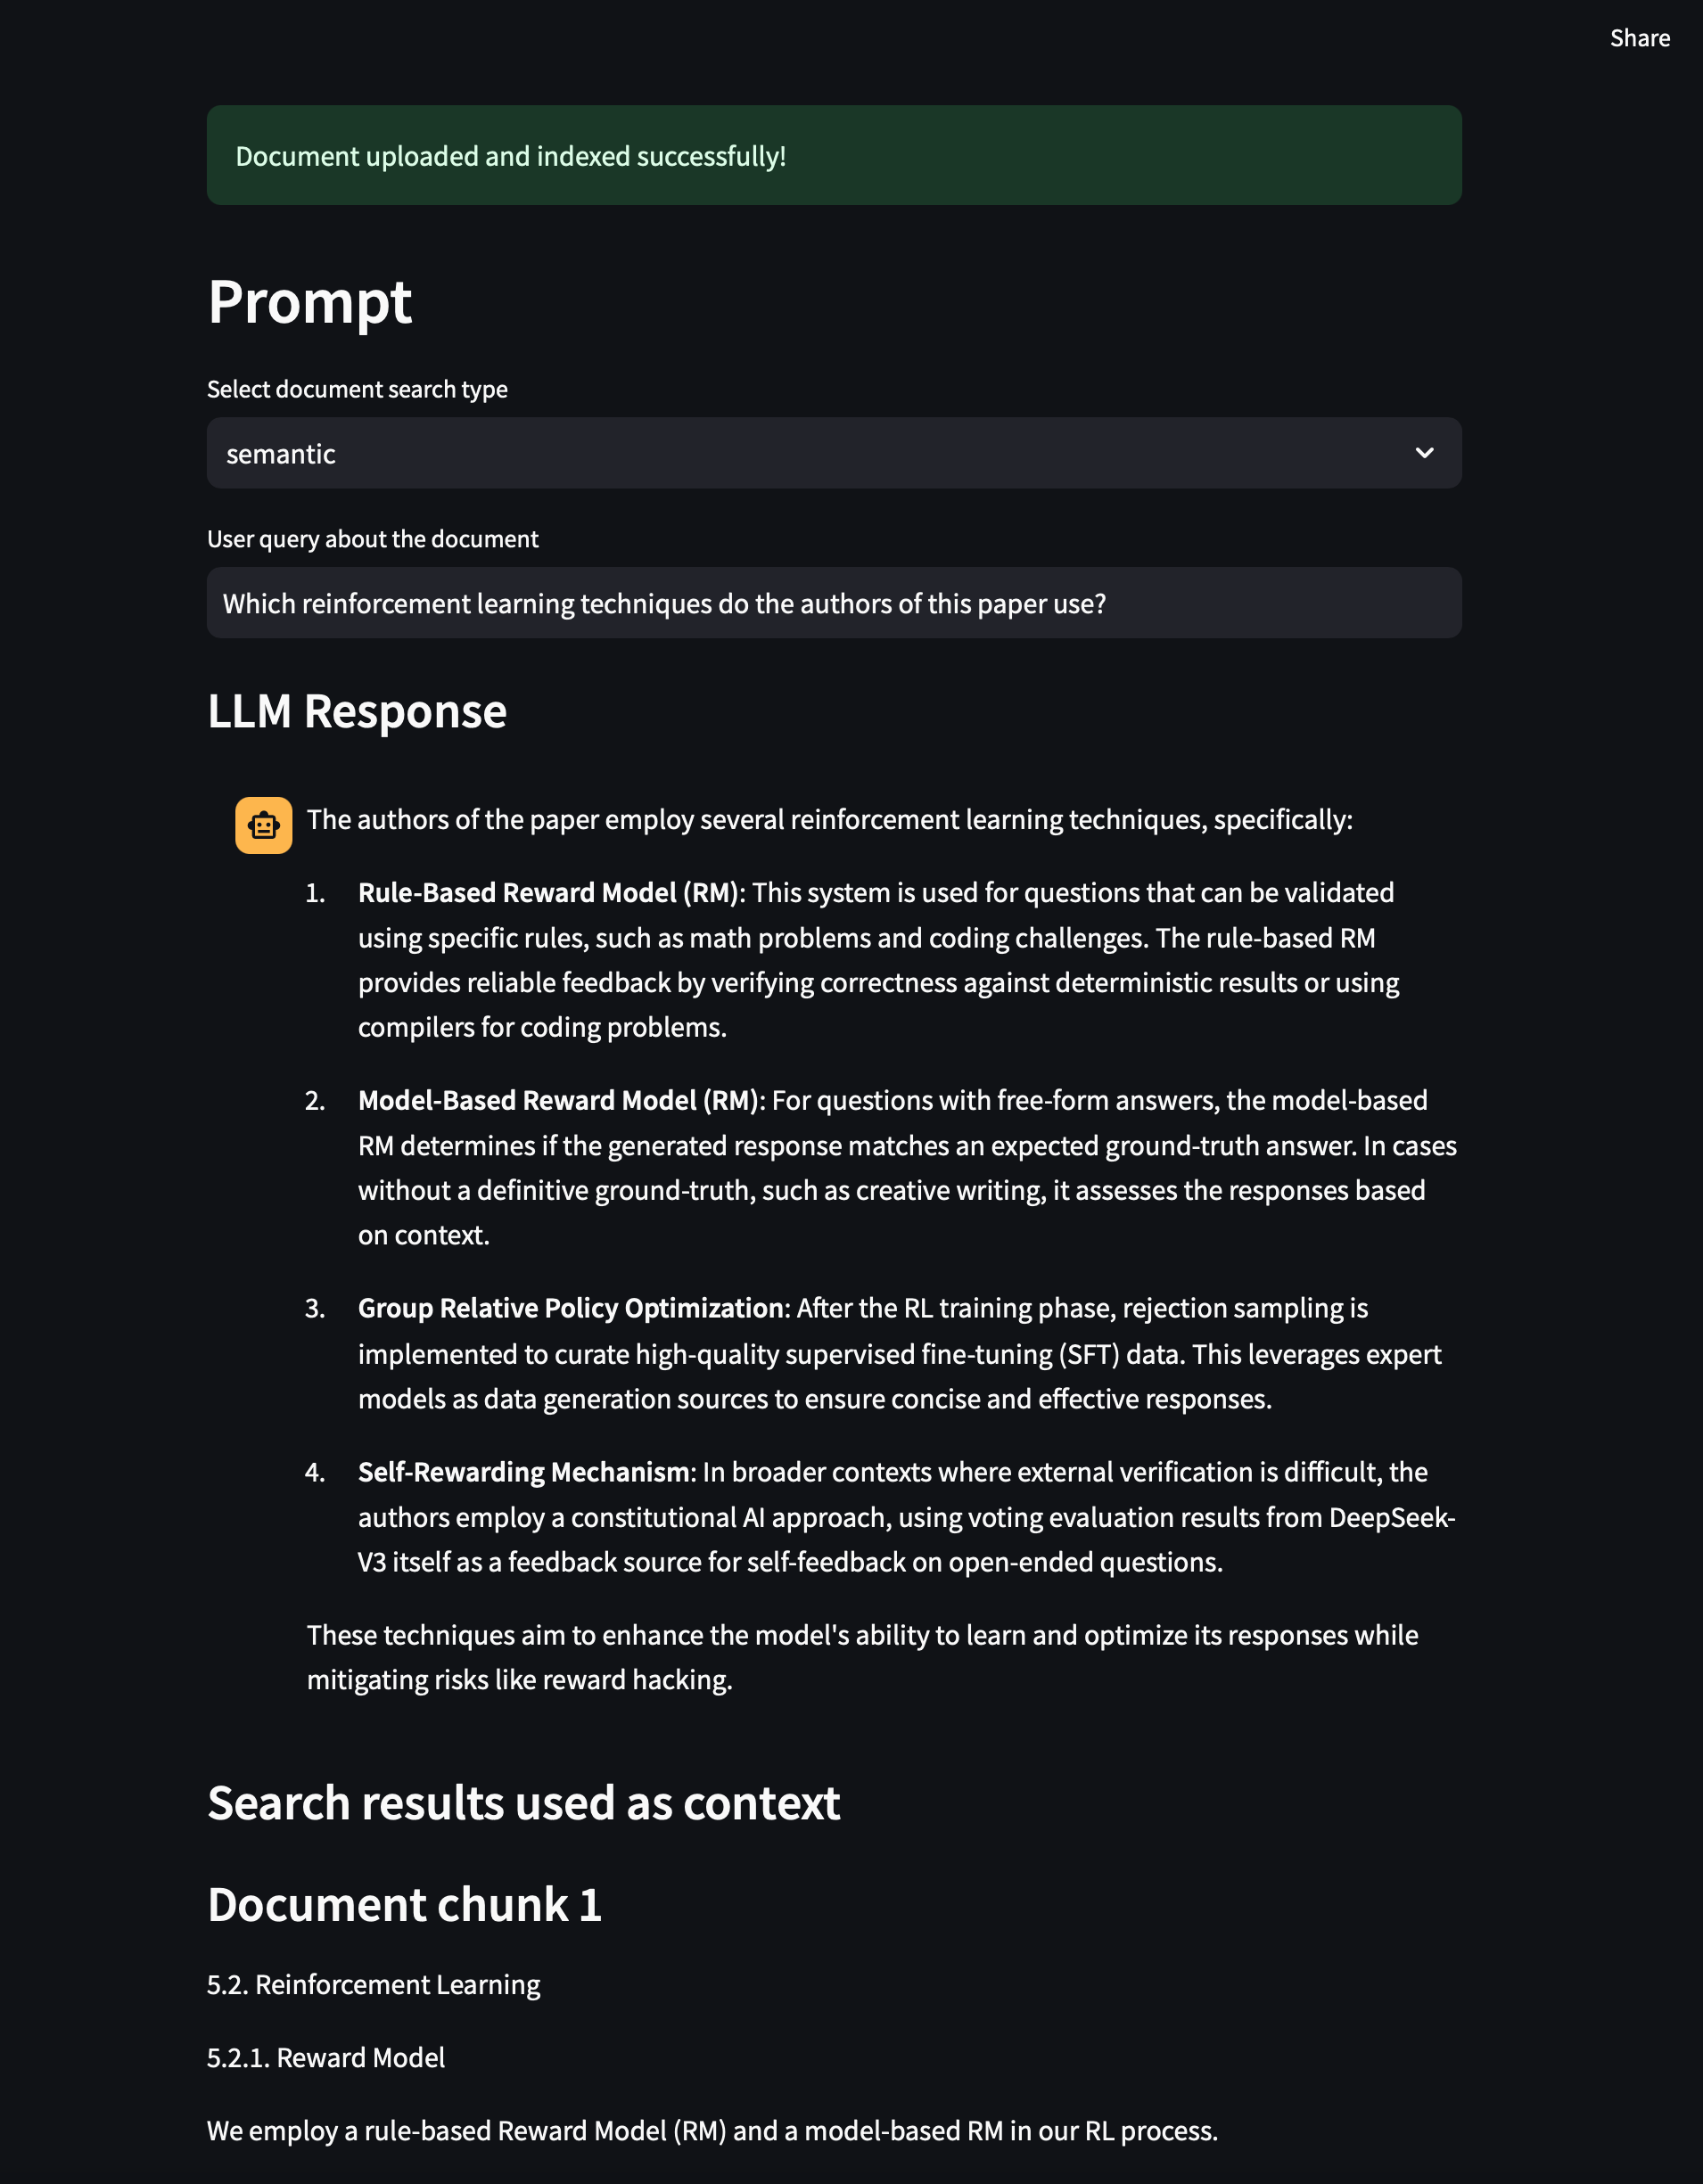 Share
Document uploaded and indexed successfully!
Prompt
Select document search type
semantic
User query about the document
Which reinforcement learning techniques do the authors of this paper use?
LLM Response
The authors of the paper employ several reinforcement learning techniques, specifically:
1. Rule-Based Reward Model (RM): This system is used for questions that can be validated
using specific rules, such as math problems and coding challenges. The rule-based RM
provides reliable feedback by verifying correctness against deterministic results or using
compilers for coding problems.
2. Model-Based Reward Model (RM): For questions with free-form answers, the model-based
RM determines if the generated response matches an expected ground-truth answer. In cases
without a definitive ground-truth, such as creative writing, it assesses the responses based
on context.
3. Group Relative Policy Optimization: After the RL training phase, rejection sampling is
implemented to curate high-quality supervised fine-tuning (SFT) data. This leverages expert
models as data generation sources to ensure concise and effective responses.
4. Self-Rewarding Mechanism: In broader contexts where external verification is difficult, the
authors employ a constitutional AI approach, using voting evaluation results from DeepSeek-
V3 itself as a feedback source for self-feedback on open-ended questions.
These techniques aim to enhance the model's ability to learn and optimize its responses while
mitigating risks like reward hacking.
Search results used as context
Document chunk 1
5.2. Reinforcement Learning
5.2.1. Reward Model
We employ a rule-based Reward Model (RM) and a model-based RM in our RL process.